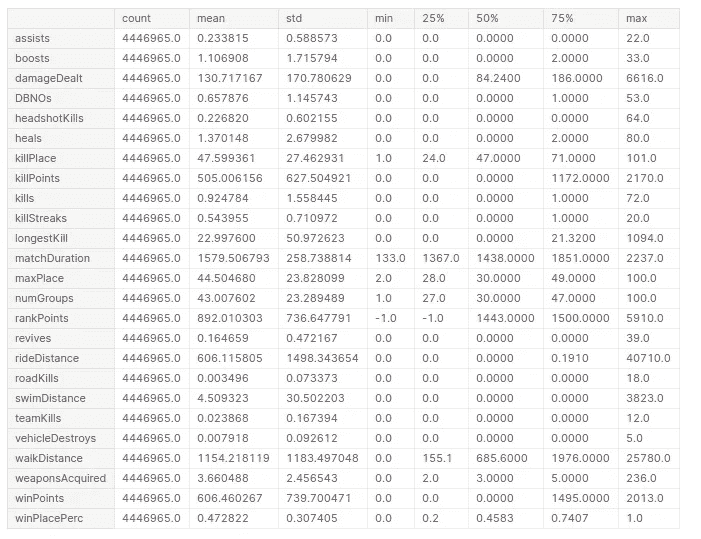 count mean std min 25% 50% 75% max
assists 4446965.0 0.233815 0.588573 0.0 0.0 0.0000 0.0000 22.0
boosts 4446965.0 1.106908 1.715794 0.0 0.0 0.0000 2.0000 33.0
damageDealt 4446965.0 130.717167 170.780629 0.0 0.0 84.2400 186.0000 6616.0
DBNOs 4446965.0 0.657876 1.145743 0.0 0.0 0.0000 1.0000 53.0
headshotKills 4446965.0 0.226820 0.602155 0.0 0.0 0.0000 0.0000 64.0
heals 4446965.0 1.370148 2.679982 0.0 0.0 0.0000 2.0000 80.0
killPlace 4446965.0 47.599361 27.462931 1.0 24.0 47.0000 71.0000 101.0
killPoints 4446965.0 505.006156 627.504921 0.0 0.0 0.0000 1172.0000 2170.0
kills 4446965.0 0.924784 1.558445 0.0 0.0 0.0000 1.0000 72.0
killStreaks 4446965.0 0.543955 0.710972 0.0 0.0 0.0000 1.0000 20.0
longestKill 4446965.0 22.997600 50.972623 0.0 0.0 0.0000 21.3200 1094.0
matchDuration 4446965.0 1579.506793 258.738814 133.0 1367.0 1438.0000 1851.0000 2237.0
maxPlace 4446965.0 44.504680 23.828099 2.0 28.0 30.0000 49.0000 100.0
numGroups 4446965.0 43.007602 23.289489 1.0 27.0 30.0000 47.0000 100.0
rankPoints 4446965.0 892.010303 736.647791 -1.0 -1.0 1443.0000 1500.0000 5910.0
revives 4446965.0 0.164659 0.472167 0.0 0.0 0.0000 0.0000 39.0
rideDistance 4446965.0 606.115805 1498.343654 0.0 0.0 0.0000 0.1910 40710.0
roadKills 4446965.0 0.003496 0.073373 0.0 0.0 0.0000 0.0000 18.0
swimDistance 4446965.0 4.509323 30.502203 0.0 0.0 0.0000 0.0000 3823.0
teamKills 4446965.0 0.023868 0.167394 0.0 0.0 0.0000 0.0000 12.0
vehicleDestroys 4446965.0 0.007918 0.092612 0.0 0.0 0.0000 0.0000 5.0
walkDistance 4446965.0 1154.218119 1183.497048 0.0 155.1 685.6000 1976.0000 25780.0
weaponsAcquired 4446965.0 3.660488 2.456543 0.0 2.0 3.0000 5.0000 236.0
winPoints 4446965.0 606.460267 739.700471 0.0 0.0 0.0000 1495.0000 2013.0
winPlacePerc 4446965.0 0.472822 0.307405 0.0 0.2 0.4583 0.7407 1.0